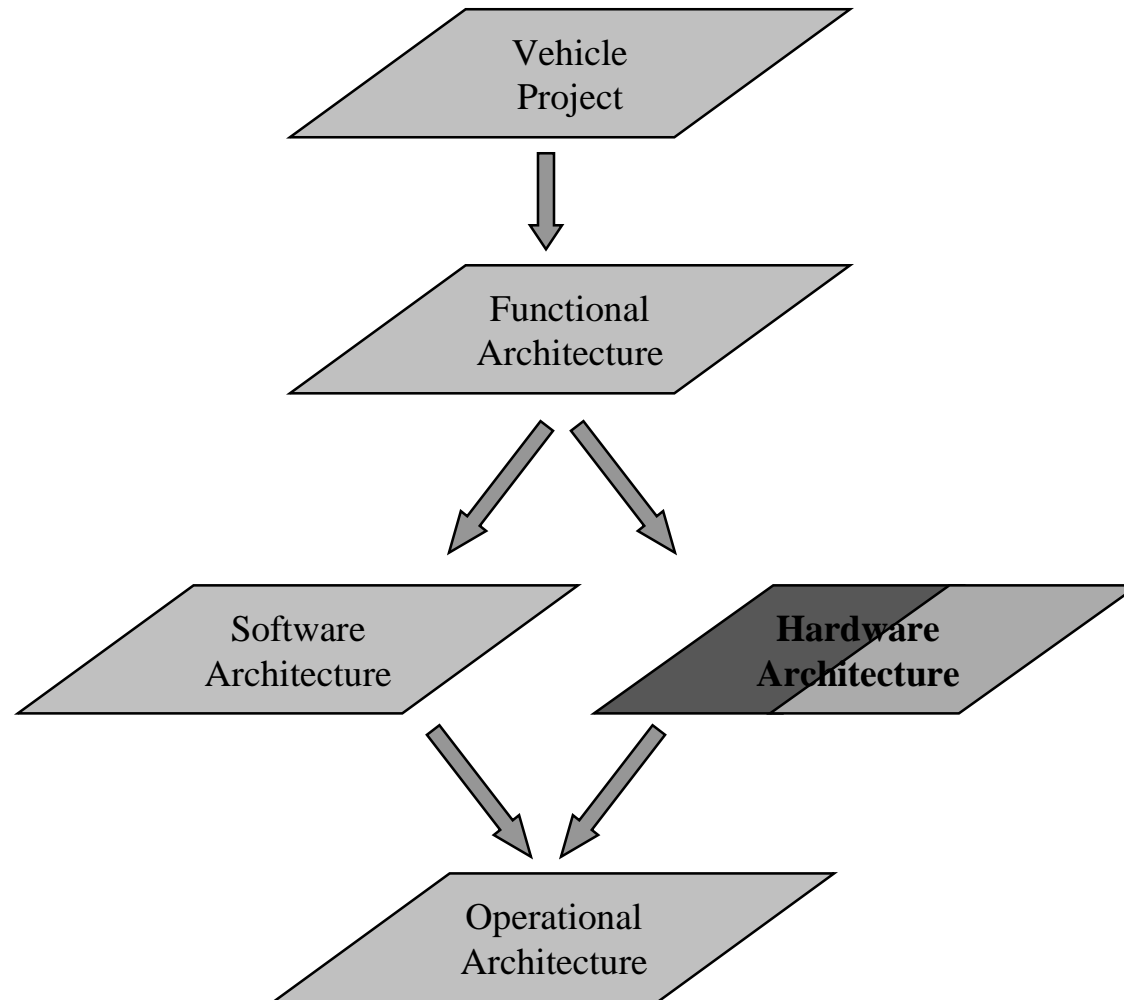 Vehicle
Project
Functional
Architecture
Software
Architecture
Hardware
Architecture
Operational
Architecture